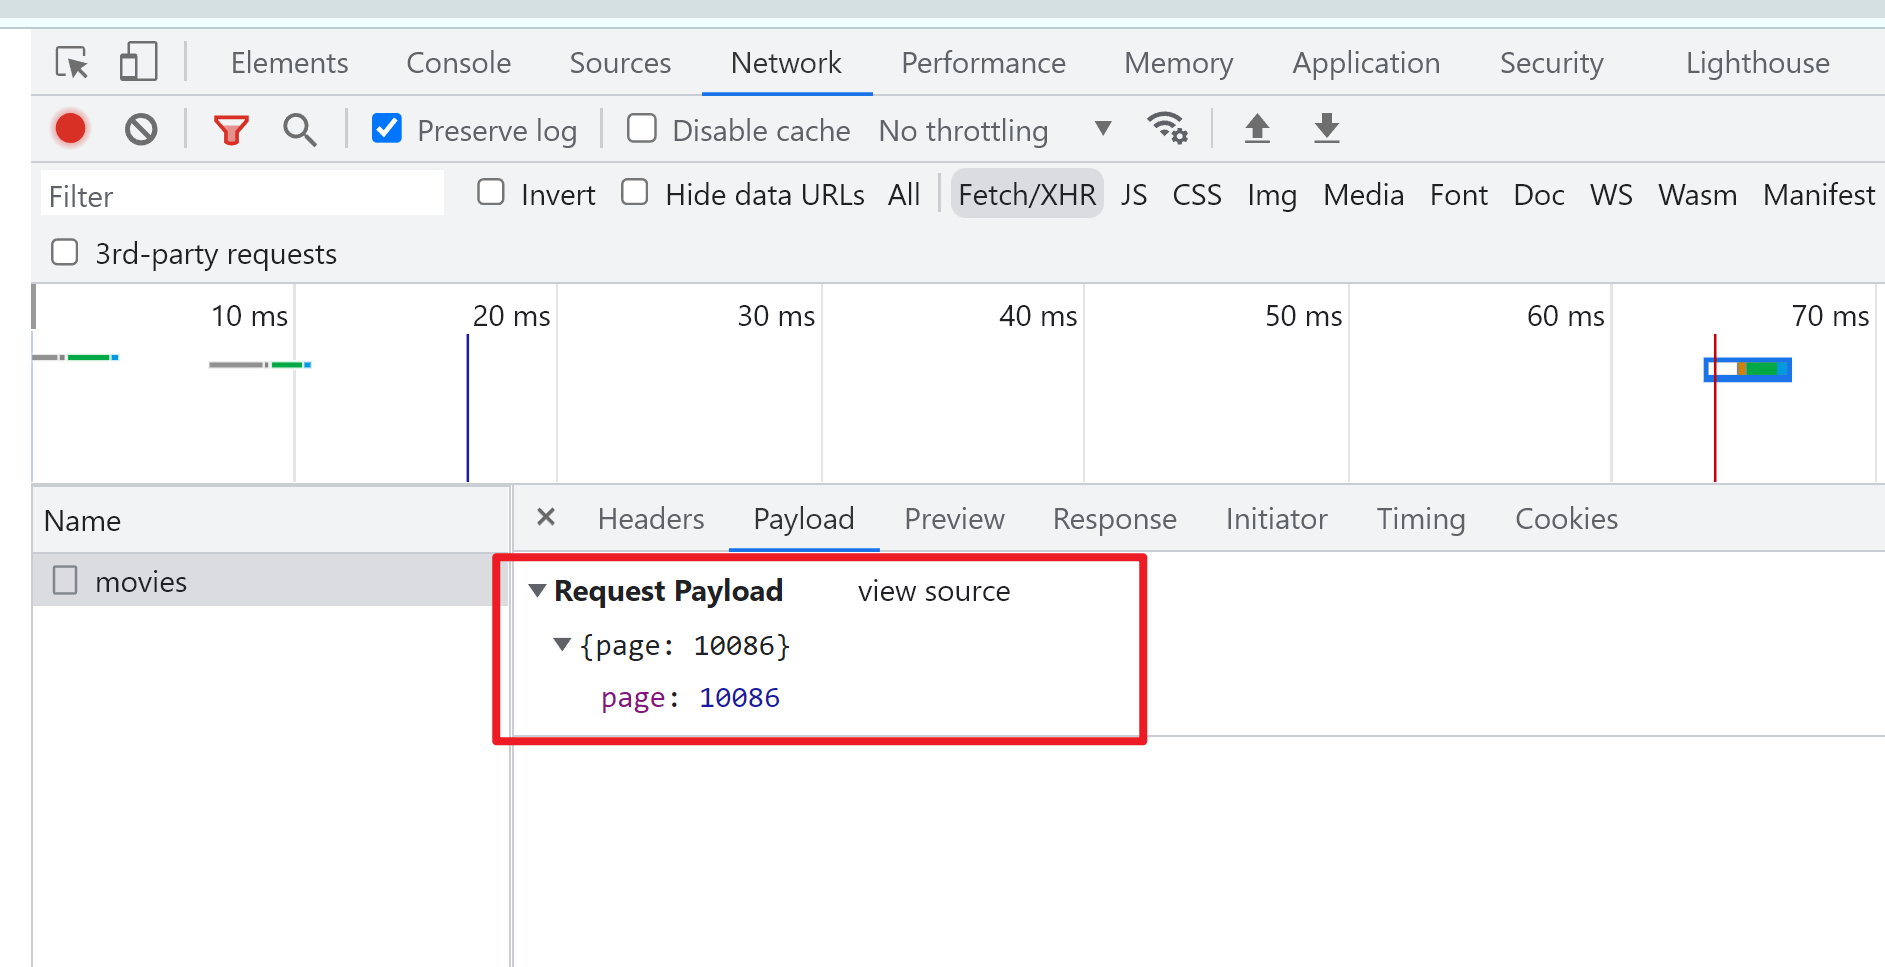 Elements Console Sources Network Performance Memory Application Security Lighthouse
Preserve log Disable cache No throttling
Filter Invert Hide data URLs All Fetch/XHR JS CSS Img Media Font Doc WS Wasm Manifest
3rd-party requests
10 ms 20 ms 30 ms 40 ms 50 ms 60 ms 70 ms
Name × Headers Payload Preview Response Initiator Timing Cookies
movies
Request Payload view source
{page: 10086}
page: 10086